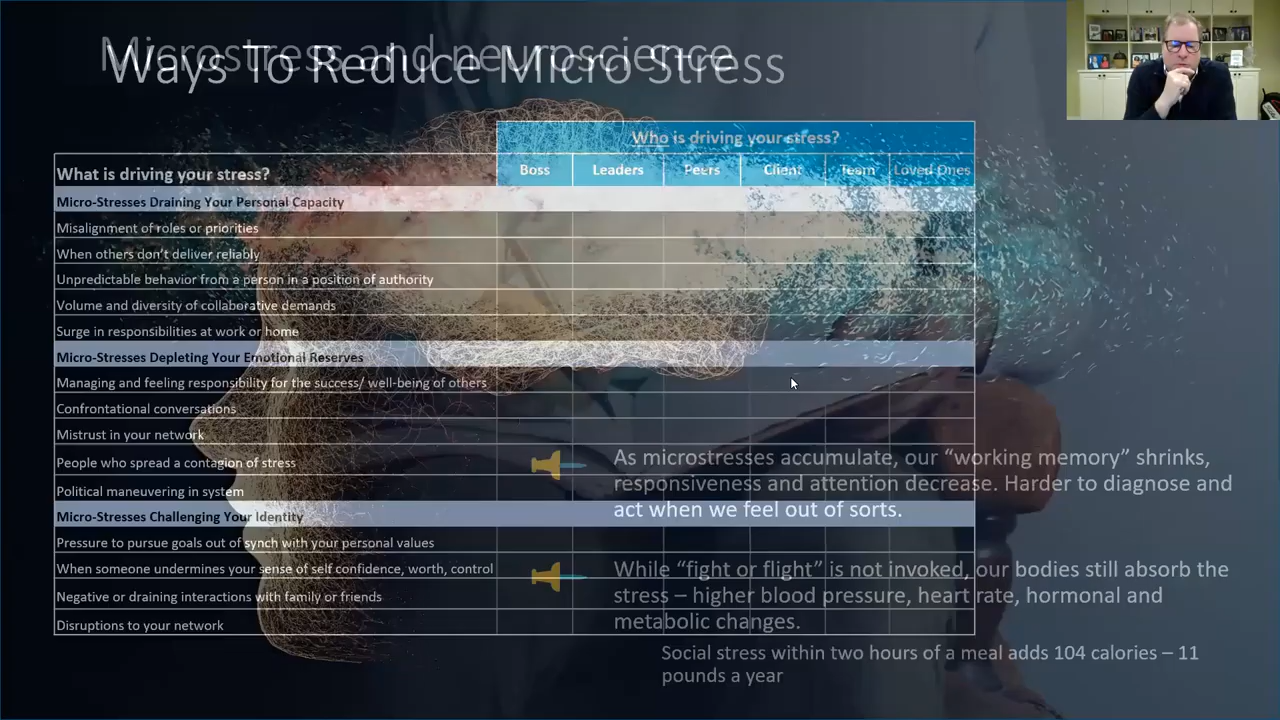 Microstress and neuroscience
Ways To Reduce Micro Stress
Who is driving your stress?
What is driving your stress?
Boss
Leaders
Peers
Client
Team
Loved Ones
Micro-Stresses Draining Your Personal Capacity
Misalignment of roles or priorities
When others don’t deliver reliably
Unpredictable behavior from a person in a position of authority
Volume and diversity of collaborative demands
Surge in responsibilities at work or home
Micro-Stresses Depleting Your Emotional Reserves
Managing and feeling responsibility for the success/ well-being of others
Confrontational conversations
Mistrust in your network
People who spread a contagion of stress
Political maneuvering in system
Micro-Stresses Challenging Your Identity
Pressure to pursue goals out of synch with your personal values
When someone undermines your sense of self confidence, worth, control
Negative or draining interactions with family or friends
Disruptions to your network
As microstresses accumulate, our “working memory” shrinks,
responsiveness and attention decrease. Harder to diagnose and
act when we feel out of sorts.
While “fight or flight” is not invoked, our bodies still absorb the
stress – higher blood pressure, heart rate, hormonal and
metabolic changes.
Social stress within two hours of a meal adds 104 calories – 11
pounds a year